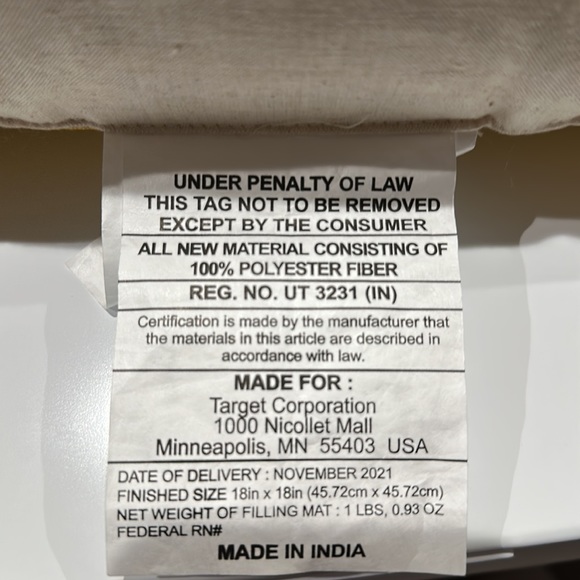 UNDER PENALTY OF LAW
THIS TAG NOT TO BE REMOVED
EXCEPT BY THE CONSUMER
ALL NEW MATERIAL CONSISTING OF
100% POLYESTER FIBER
REG. NO. UT 3231 (IN)
Certification is made by the manufacturer that
the materials in this article are described in
accordance with law.
MADE FOR :
Target Corporation
1000 Nicollet Mall
Minneapolis, MN 55403 USA
DATE OF DELIVERY : NOVEMBER 2021
FINISHED SIZE 18in x 18in (45.72cm x 45.72cm)
NET WEIGHT OF FILLING MAT : 1 LBS, 0.93 OZ
FEDERAL RN#
MADE IN INDIA